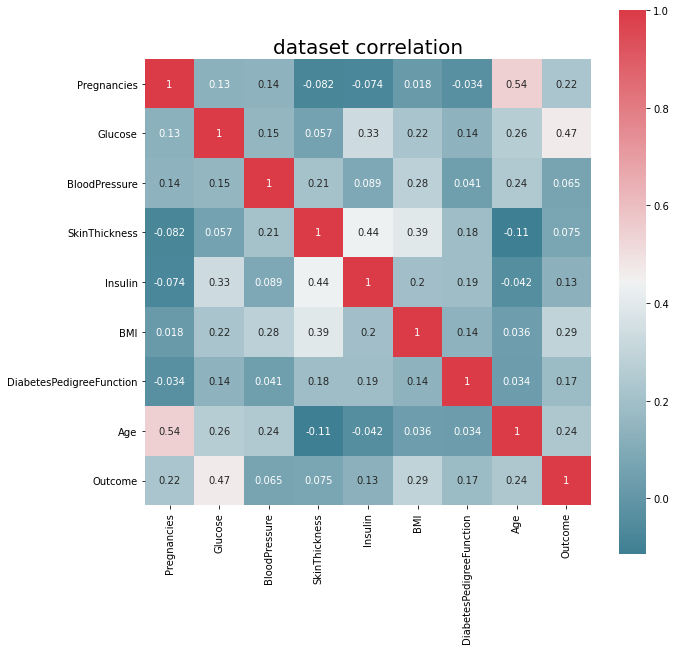 dataset correlation
Pregnancies 1 0.13 0.14 -0.082 -0.074 0.018 -0.034 0.54 0.22
Glucose 0.13 1 0.15 0.057 0.33 0.22 0.14 0.26 0.47
BloodPressure 0.14 0.15 1 0.21 0.089 0.28 0.041 0.24 0.065
SkinThickness -0.082 0.057 0.21 1 0.44 0.39 0.18 -0.11 0.075
Insulin -0.074 0.33 0.089 0.44 1 0.2 0.19 -0.042 0.13
BMI 0.018 0.22 0.28 0.39 0.2 1 0.14 0.036 0.29
DiabetesPedigreeFunction -0.034 0.14 0.041 0.18 0.19 0.14 1 0.034 0.17
Age 0.54 0.26 0.24 -0.11 -0.042 0.036 0.034 1 0.24
Outcome 0.22 0.47 0.065 0.075 0.13 0.29 0.17 0.24 1
Pregnancies
Glucose
BloodPressure
SkinThickness
Insulin
BMI
DiabetesPedigreeFunction
Age
Outcome
1.0
0.8
0.6
0.4
0.2
0.0